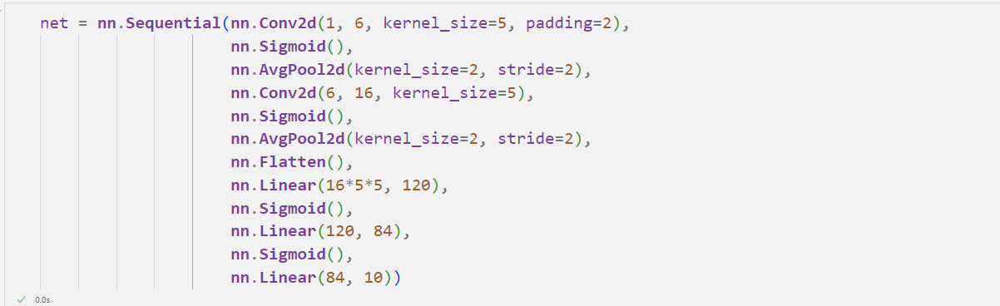 net = nn.Sequential(nn.Conv2d(1, 6, kernel_size=5, padding=2),
nn.Sigmoid(),
nn.AvgPool2d(kernel_size=2, stride=2),
nn.Conv2d(6, 16, kernel_size=5),
nn.Sigmoid(),
nn.AvgPool2d(kernel_size=2, stride=2),
nn.Flatten(),
nn.Linear(16*5*5, 120),
nn.Sigmoid(),
nn.Linear(120, 84),
nn.Sigmoid(),
nn.Linear(84, 10))
0.0s